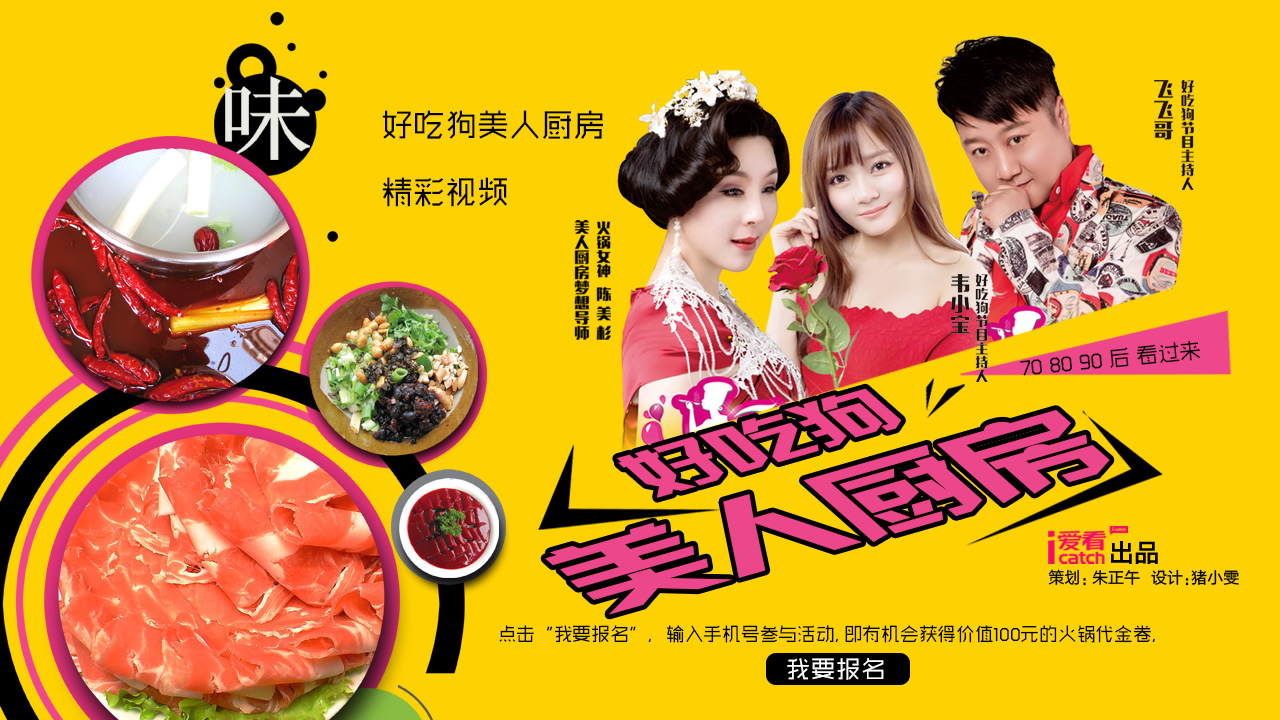 味
好吃狗美人厨房
精彩视频
火锅女神 陈 美 杉
美人厨房梦想导师
好吃狗节目主持人
韦小宝
好吃狗节目主持人
飞飞哥
70 80 90 后 看过来
好吃狗
美人厨房
i爱看
catch
出品
策划：朱正午 设计：猪小雯
点击“我要报名”，输入手机号参与活动,即有机会获得价值100元的火锅代金卷,
我要报名